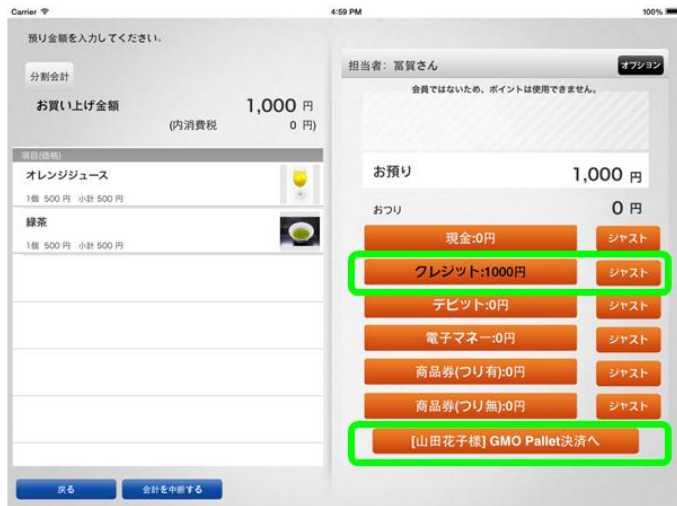 Carrier
4:59 PM
100%
預り金額を入力してください。
分割会計
お買い上げ金額 1,000 円
(内消費税 0 円)
項目(価格)
オレンジジュース
1個 500 円 小計 500 円
緑茶
1個 500 円 小計 500 円
戻る
会計を中断する
担当者: 冨賀さん
オプション
会員ではないため、ポイントは使用できません。
お預り 1,000 円
おつり 0 円
現金:0円 ジャスト
クレジット:1000円 ジャスト
デビット:0円 ジャスト
電子マネー:0円 ジャスト
商品券(つり有):0円 ジャスト
商品券(つり無):0円 ジャスト
[山田花子様] GMO Pallet決済へ